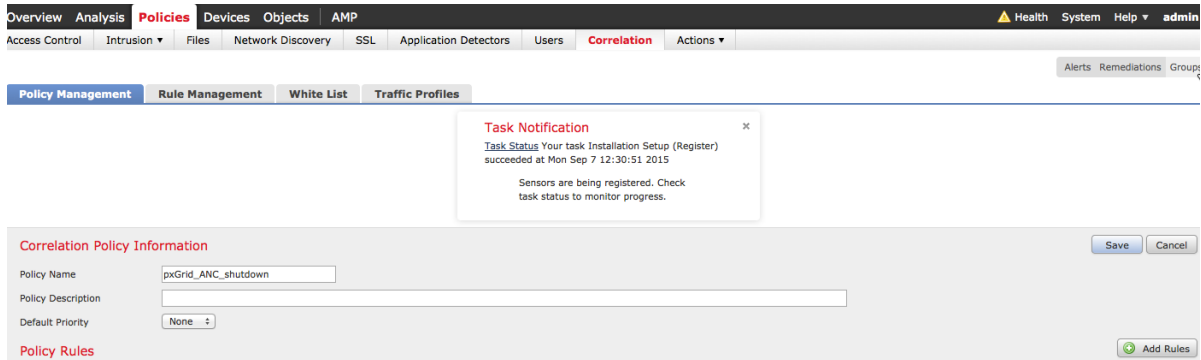 Overview Analysis Policies Devices Objects AMP Health System Help admin
Access Control Intrusion Files Network Discovery SSL Application Detectors Users Correlation Actions
Alerts Remediations Groups
Policy Management Rule Management White List Traffic Profiles
Task Notification
Task Status Your task Installation Setup (Register)
succeeded at Mon Sep 7 12:30:51 2015
Sensors are being registered. Check
task status to monitor progress.
Correlation Policy Information Save Cancel
Policy Name pxGrid_ANC_shutdown
Policy Description
Default Priority None
Policy Rules Add Rules